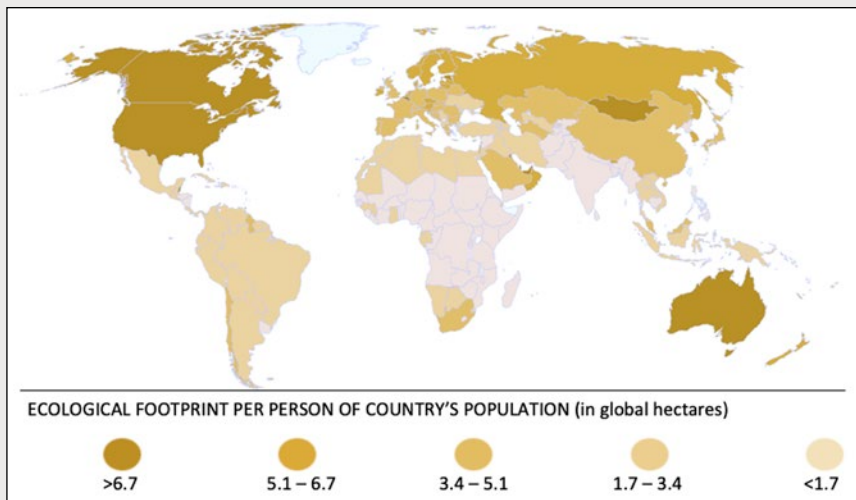 ECOLOGICAL FOOTPRINT PER PERSON OF COUNTRY’S POPULATION (in global hectares)
>6.7 5.1 – 6.7 3.4 – 5.1 1.7 – 3.4 <1.7